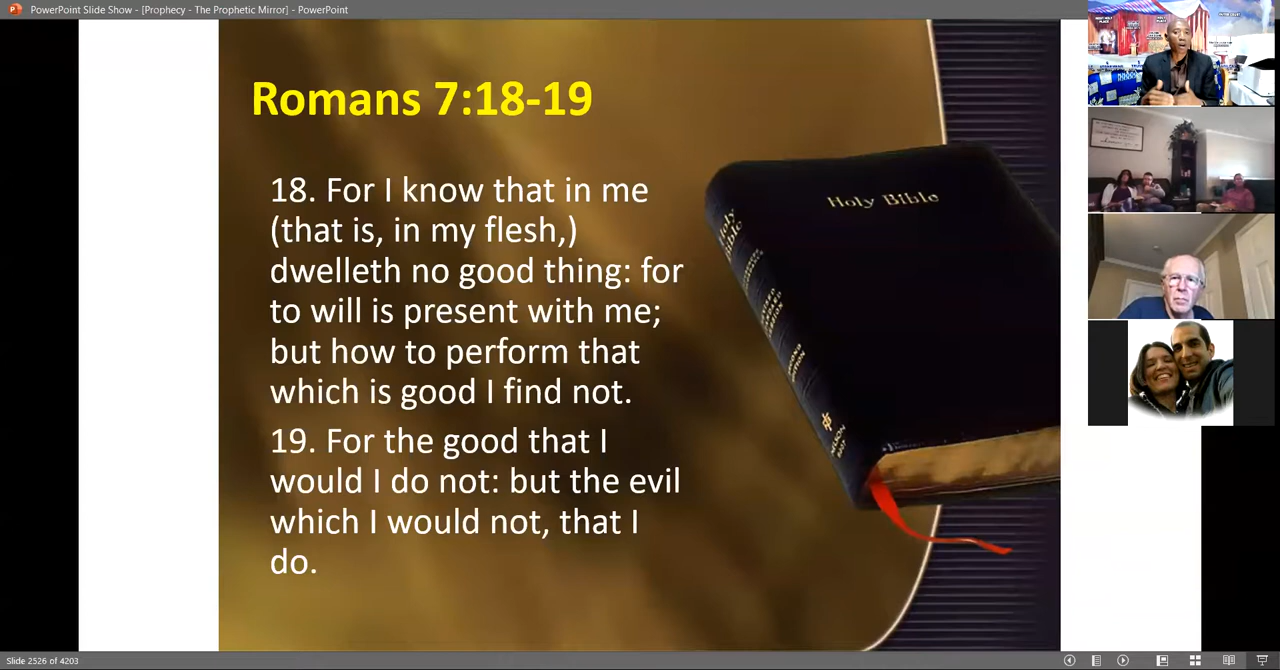 PowerPoint Slide Show - [Prophecy - The Prophetic Mirror] - PowerPoint
Romans 7:18-19
18. For I know that in me
(that is, in my flesh,)
dwelleth no good thing: for
to will is present with me;
but how to perform that
which is good I find not.
19. For the good that I
would I do not: but the evil
which I would not, that I
do.
Holy Bible
Holy Bible
Slide 2526 of 4203